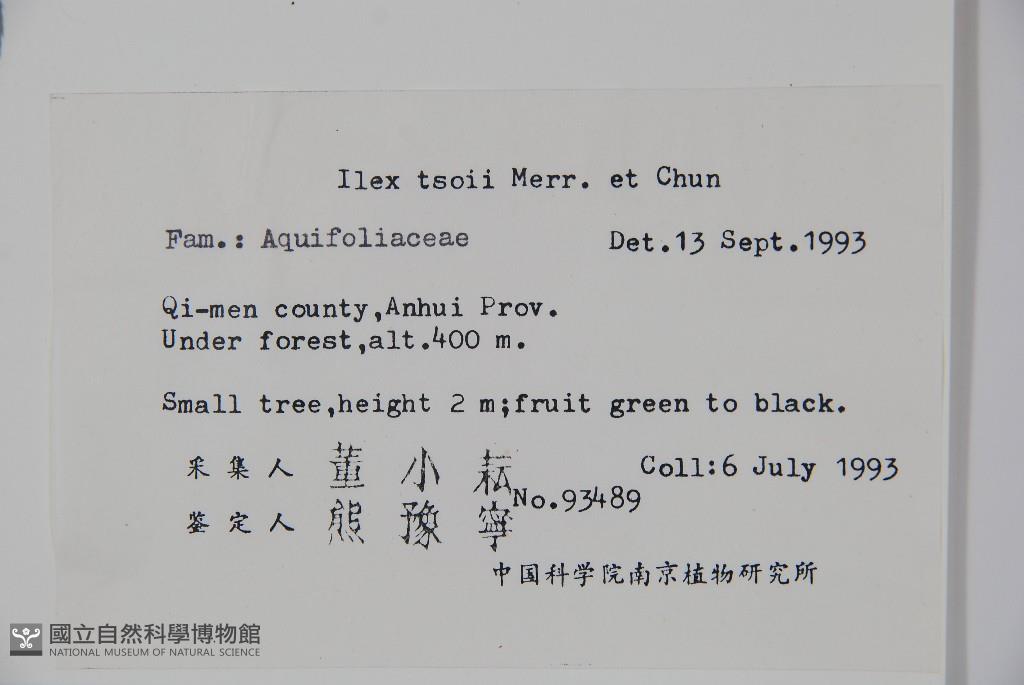 Ilex tsoii Merr. et Chun
Fam.: Aquifoliaceae Det.13 Sept.1993
Qi-men county,Anhui Prov.
Under forest,alt.400 m.
Small tree,height 2 m;fruit green to black.
采集人 董小耘 Coll:6 July 1993
No.93489
鉴定人 熊豫寧
中国科学院南京植物研究所
國立自然科學博物館
NATIONAL MUSEUM OF NATURAL SCIENCE